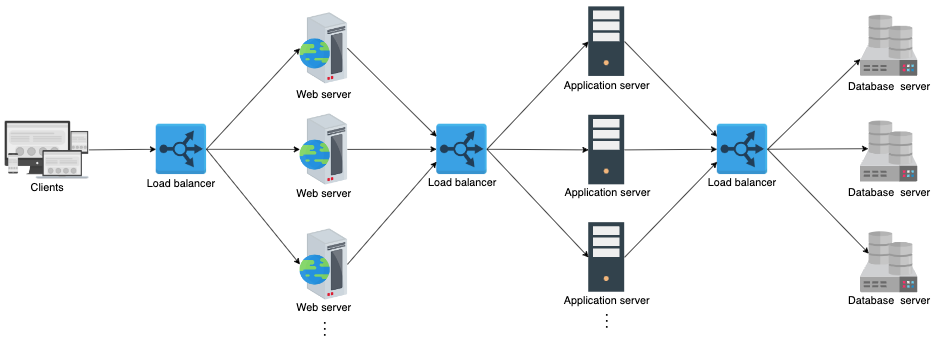 Clients
Load balancer
Web server
Web server
Web server
Load balancer
Application server
Application server
Application server
Load balancer
Database server
Database server
Database server